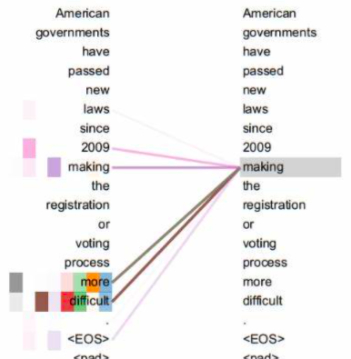 American American
governments governments
have have
passed passed
new new
laws laws
since since
2009 2009
making making
the the
registration registration
or or
voting voting
process process
more more
difficult difficult
. .
<EOS> <EOS>
<pad> <pad>